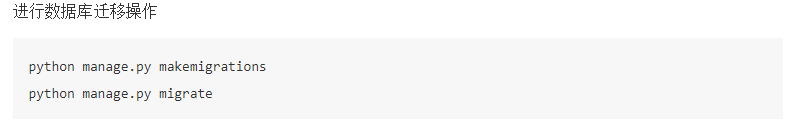 进行数据库迁移操作
python manage.py makemigrations
python manage.py migrate